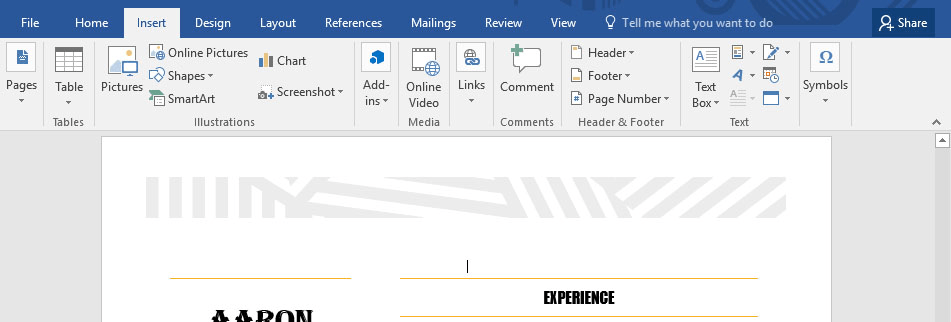 File Home Insert Design Layout References Mailings Review View Tell me what you want to do Share
Pages
Table
Tables
Pictures
Online Pictures
Shapes
SmartArt
Chart
Screenshot
Illustrations
Add-
ins
Online
Video
Media
Links
Comment
Comments
Header
Footer
Page Number
Header & Footer
Text
Box
Text
Symbols
EXPERIENCE
AARON